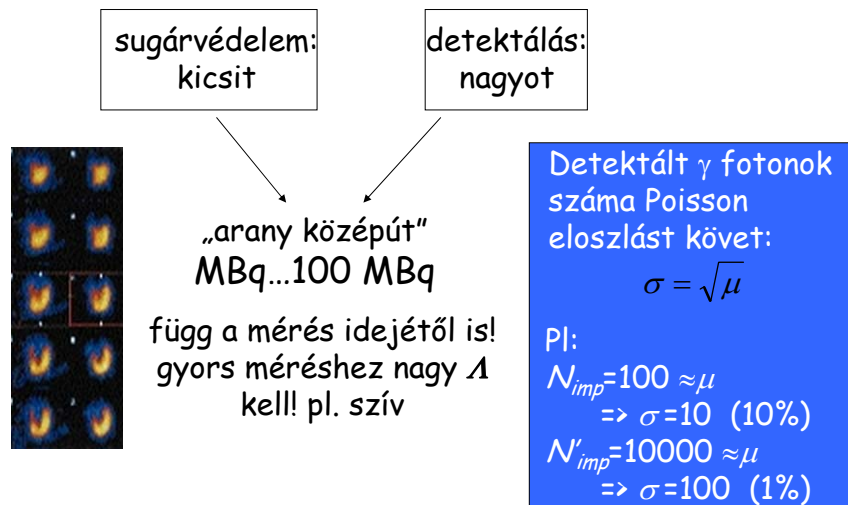 sugárvédelem:
kicsit
detektálás:
nagyot
„arany középút”
MBq…100 MBq
függ a mérés idejétől is!
gyors méréshez nagy Λ
kell! pl. szív
Detektált γ fotonok
száma Poisson
eloszlást követ:
σ = √μ
Pl:
Nimp=100 ≈μ
=> σ=10 (10%)
N’imp=10000 ≈μ
=> σ=100 (1%)